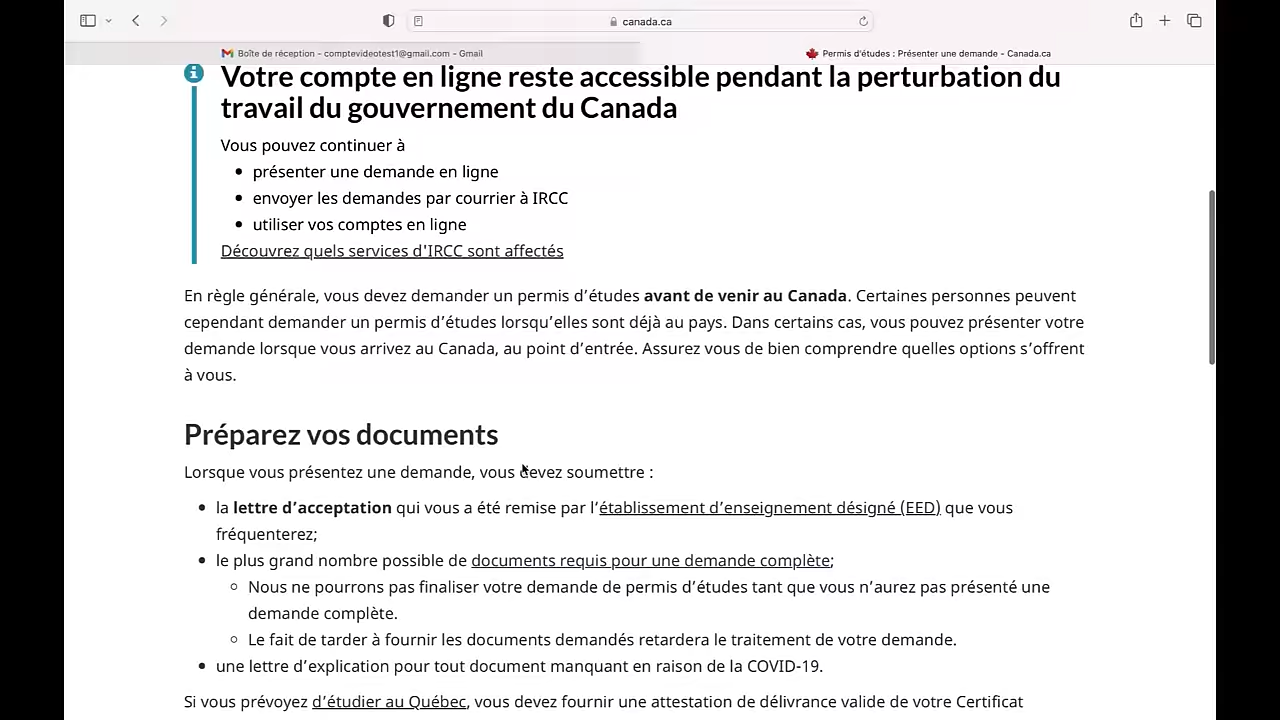 canada.ca
Boîte de réception - comptevideotest1@gmail.com - Gmail
Permis d'études : Présenter une demande - Canada.ca
Votre compte en ligne reste accessible pendant la perturbation du
travail du gouvernement du Canada
Vous pouvez continuer à
présenter une demande en ligne
envoyer les demandes par courrier à IRCC
utiliser vos comptes en ligne
Découvrez quels services d'IRCC sont affectés
En règle générale, vous devez demander un permis d’études avant de venir au Canada. Certaines personnes peuvent
cependant demander un permis d’études lorsqu’elles sont déjà au pays. Dans certains cas, vous pouvez présenter votre
demande lorsque vous arrivez au Canada, au point d’entrée. Assurez vous de bien comprendre quelles options s’offrent
à vous.
Préparez vos documents
Lorsque vous présentez une demande, vous devez soumettre :
la lettre d’acceptation qui vous a été remise par l’établissement d’enseignement désigné (EED) que vous
fréquenterez;
le plus grand nombre possible de documents requis pour une demande complète;
Nous ne pourrons pas finaliser votre demande de permis d’études tant que vous n’aurez pas présenté une
demande complète.
Le fait de tarder à fournir les documents demandés retardera le traitement de votre demande.
une lettre d’explication pour tout document manquant en raison de la COVID-19.
Si vous prévoyez d’étudier au Québec, vous devez fournir une attestation de délivrance valide de votre Certificat